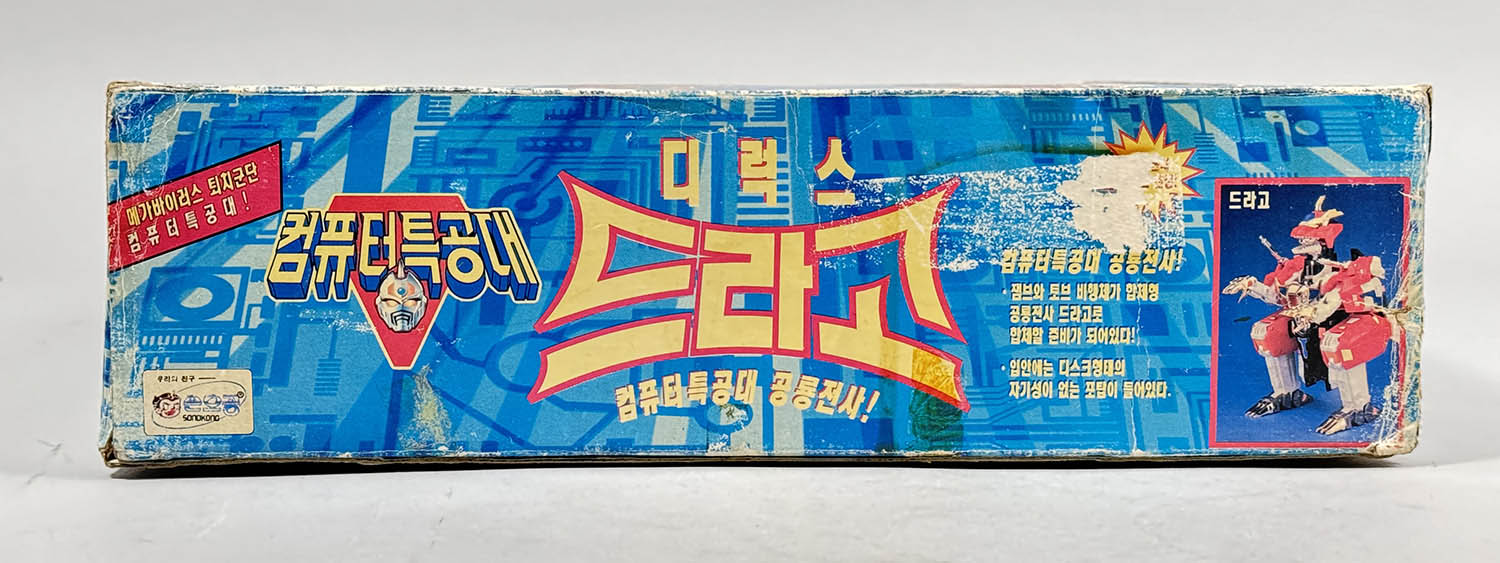 메가바이러스 퇴치군단
컴퓨터특공대!
컴퓨터특공대
우리의 친구
손오공®
SONOKONG
디럭스
드라고
컴퓨터특공대 공룡전사!
컴퓨터특공대 공룡전사!
· 젬브와 토브 비행체가 합체형
공룡전사 드라고로
합체할 준비가 되어있다!
· 입안에는 디스크형태의
자기성이 없는 포탑이 들어있다.
드라고